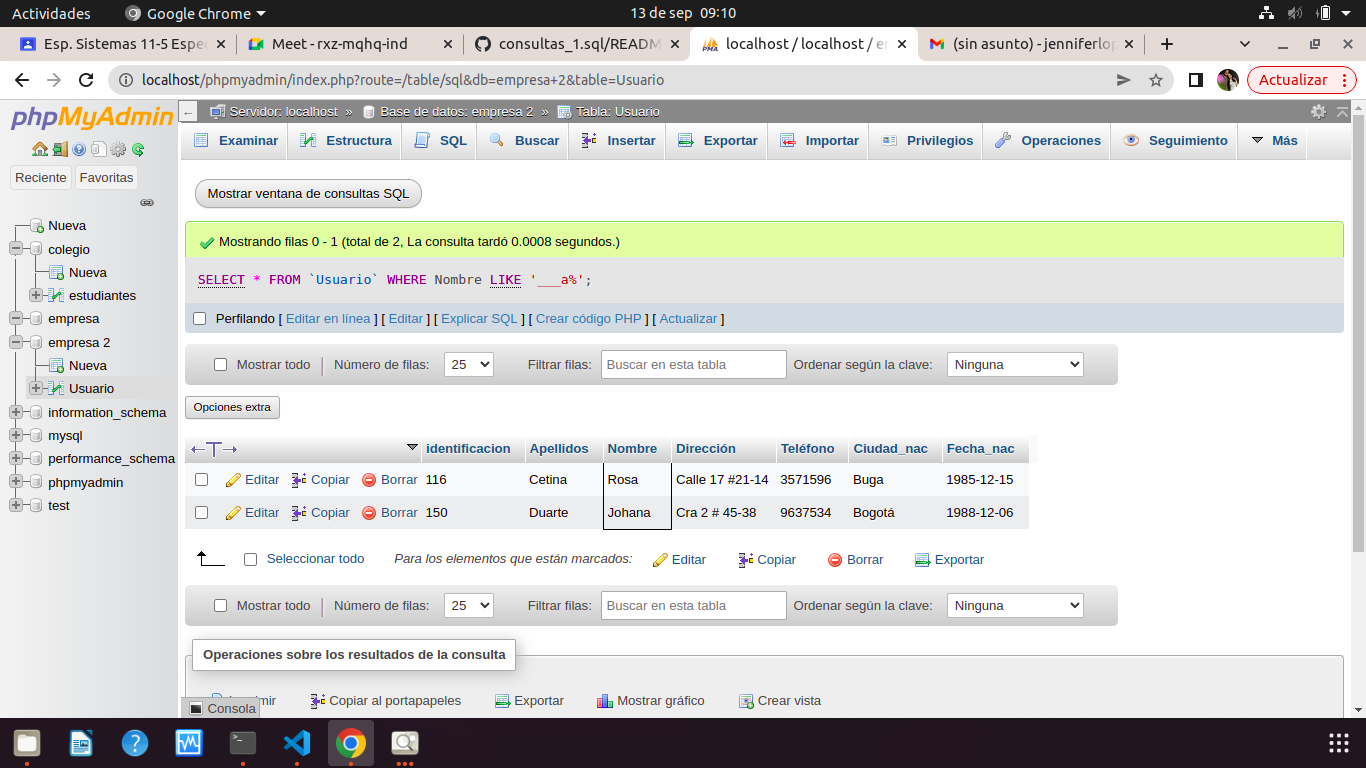 Actividades Google Chrome 13 de sep 09:10
Esp. Sistemas 11-5 Espe Meet - rxz-mqhq-ind consultas_1.sql/READM localhost / localhost / e (sin asunto) - jenniferlop
localhost/phpmyadmin/index.php?route=/table/sql&db=empresa+2&table=Usuario Actualizar
phpMyAdmin
Reciente Favoritas
Nueva
colegio
Nueva
estudiantes
empresa
empresa 2
Nueva
Usuario
information_schema
mysql
performance_schema
phpmyadmin
test
Servidor: localhost » Base de datos: empresa 2 » Tabla: Usuario
Examinar Estructura SQL Buscar Insertar Exportar Importar Privilegios Operaciones Seguimiento Más
Mostrar ventana de consultas SQL
Mostrando filas 0 - 1 (total de 2, La consulta tardó 0.0008 segundos.)
SELECT * FROM `Usuario` WHERE Nombre LIKE '___a%';
Perfilando [ Editar en línea ] [ Editar ] [ Explicar SQL ] [ Crear código PHP ] [ Actualizar ]
Mostrar todo Número de filas: 25 Filtrar filas: Buscar en esta tabla Ordenar según la clave: Ninguna
Opciones extra
identificacion Apellidos Nombre Dirección Teléfono Ciudad_nac Fecha_nac
Editar Copiar Borrar 116 Cetina Rosa Calle 17 #21-14 3571596 Buga 1985-12-15
Editar Copiar Borrar 150 Duarte Johana Cra 2 # 45-38 9637534 Bogotá 1988-12-06
Seleccionar todo Para los elementos que están marcados: Editar Copiar Borrar Exportar
Mostrar todo Número de filas: 25 Filtrar filas: Buscar en esta tabla Ordenar según la clave: Ninguna
Operaciones sobre los resultados de la consulta
Copiar al portapapeles Exportar Mostrar gráfico Crear vista
Consola